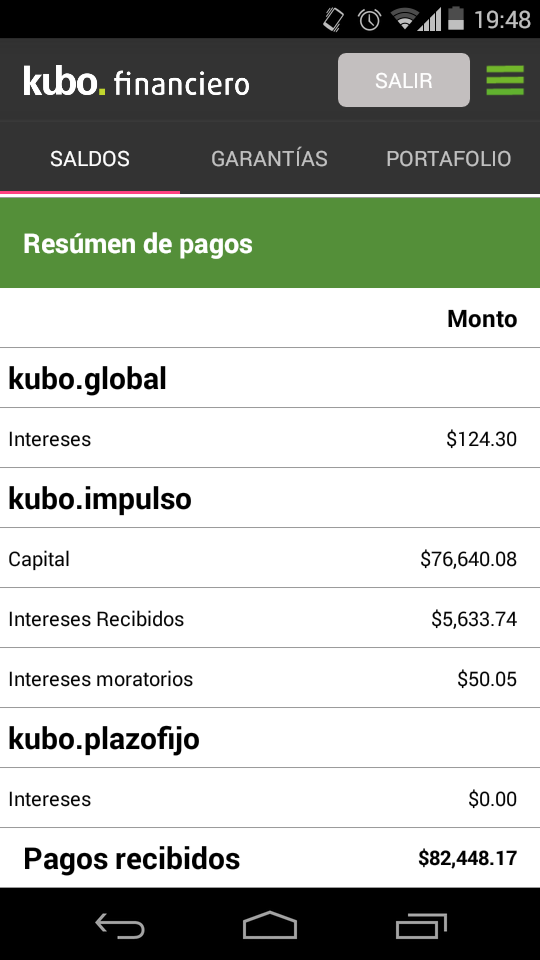 19:48
kubo. financiero
SALIR
SALDOS GARANTÍAS PORTAFOLIO
Resúmen de pagos
Monto
kubo.global
Intereses $124.30
kubo.impulso
Capital $76,640.08
Intereses Recibidos $5,633.74
Intereses moratorios $50.05
kubo.plazofijo
Intereses $0.00
Pagos recibidos $82,448.17